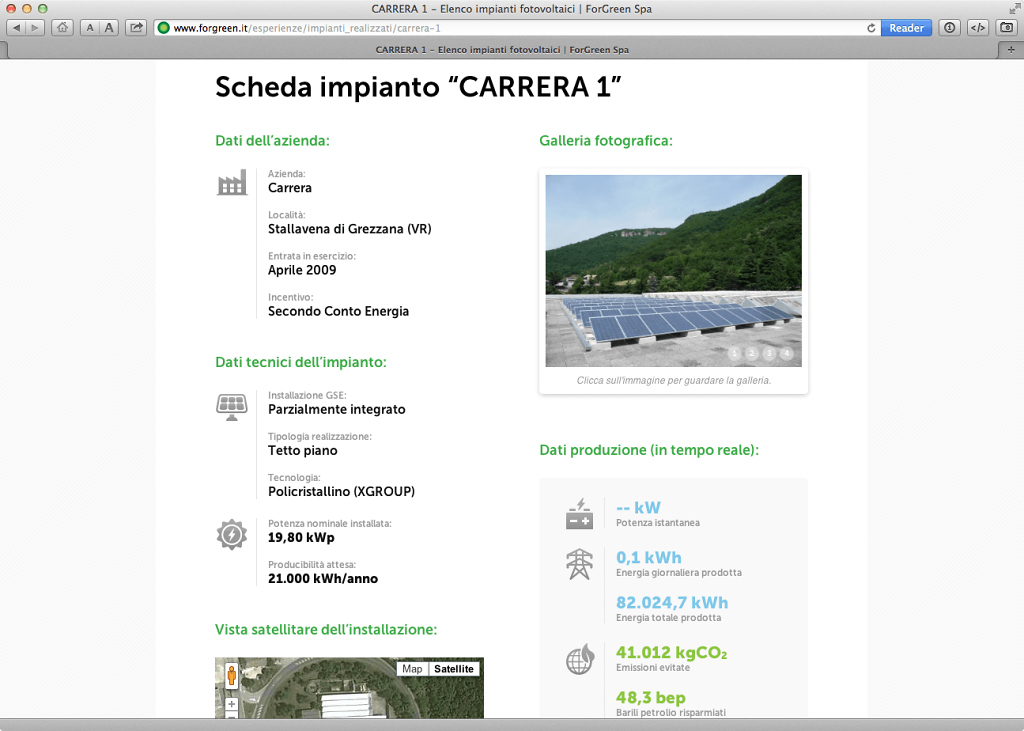 CARRERA 1 – Elenco impianti fotovoltaici | ForGreen Spa
A A
www.forgreen.it/esperienze/impianti_realizzati/carrera-1
Reader
CARRERA 1 – Elenco impianti fotovoltaici | ForGreen Spa
Scheda impianto “CARRERA 1”
Dati dell’azienda:
Azienda:
Carrera
Località:
Stallavena di Grezzana (VR)
Entrata in esercizio:
Aprile 2009
Incentivo:
Secondo Conto Energia
Dati tecnici dell’impianto:
Installazione GSE:
Parzialmente integrato
Tipologia realizzazione:
Tetto piano
Tecnologia:
Policristallino (XGROUP)
Potenza nominale installata:
19,80 kWp
Producibilità attesa:
21.000 kWh/anno
Vista satellitare dell’installazione:
Map Satellite
Galleria fotografica:
1 2 3 4
Clicca sull'immagine per guardare la galleria.
Dati produzione (in tempo reale):
-- kW
Potenza istantanea
0,1 kWh
Energia giornaliera prodotta
82.024,7 kWh
Energia totale prodotta
41.012 kgCO₂
Emissioni evitate
48,3 bep
Barili petrolio risparmiati